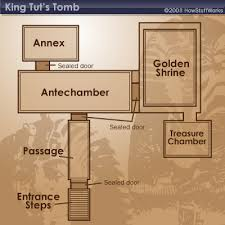 King Tut's Tomb
©2008 HowStuffWorks
Annex
Sealed door
Golden
Shrine
Antechamber
Sealed door
Treasure
Chamber
Passage
Sealed door
Entrance
Steps